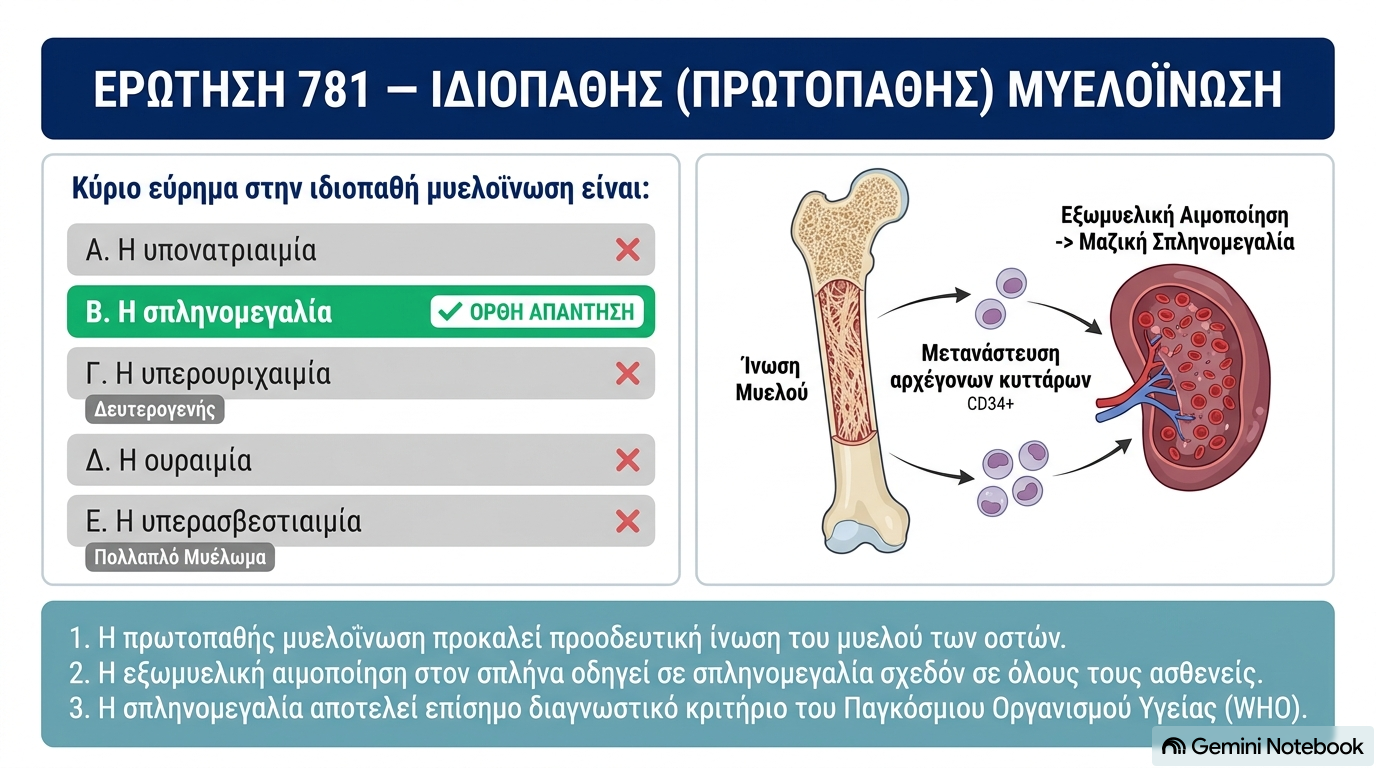 ΕΡΩΤΗΣΗ 781 — ΙΔΙΟΠΑΘΗΣ (ΠΡΩΤΟΠΑΘΗΣ) ΜΥΕΛΟΪΝΩΣΗ
Κύριο εύρημα στην ιδιοπαθή μυελοΐνωση είναι:
Α. Η υπονατριαιμία
Β. Η σπληνομεγαλία
ΟΡΘΗ ΑΠΑΝΤΗΣΗ
Γ. Η υπερουριχαιμία
Δευτερογενής
Δ. Η ουραιμία
Ε. Η υπερασβεστιαιμία
Πολλαπλό Μυέλωμα
Εξωμυελική Αιμοποίηση
-> Μαζική Σπληνομεγαλία
Ίνωση
Μυελού
Μετανάστευση
αρχέγονων κυττάρων
CD34+
1. Η πρωτοπαθής μυελοΐνωση προκαλεί προοδευτική ίνωση του μυελού των οστών.
2. Η εξωμυελική αιμοποίηση στον σπλήνα οδηγεί σε σπληνομεγαλία σχεδόν σε όλους τους ασθενείς.
3. Η σπληνομεγαλία αποτελεί επίσημο διαγνωστικό κριτήριο του Παγκόσμιου Οργανισμού Υγείας (WHO).
Gemini Notebook